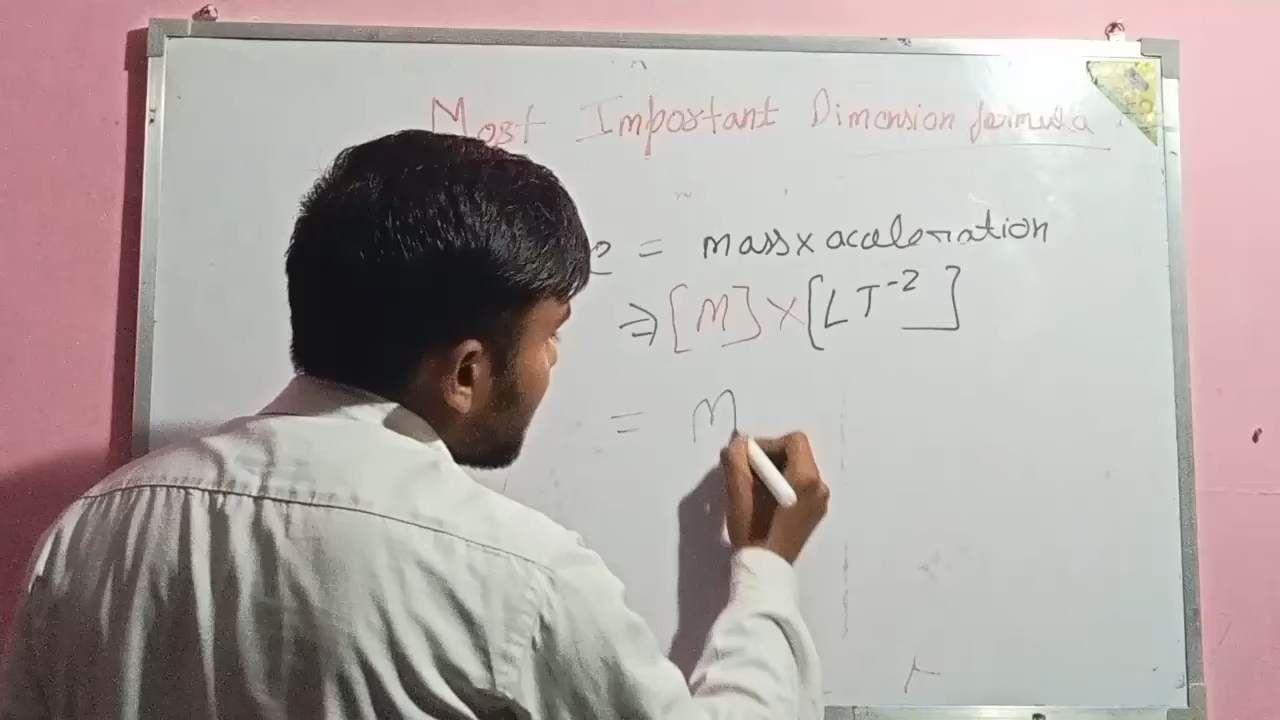 Most Important Dimension formula
e = mass x acceleration
⇒ [M] x [LT⁻²]
= M